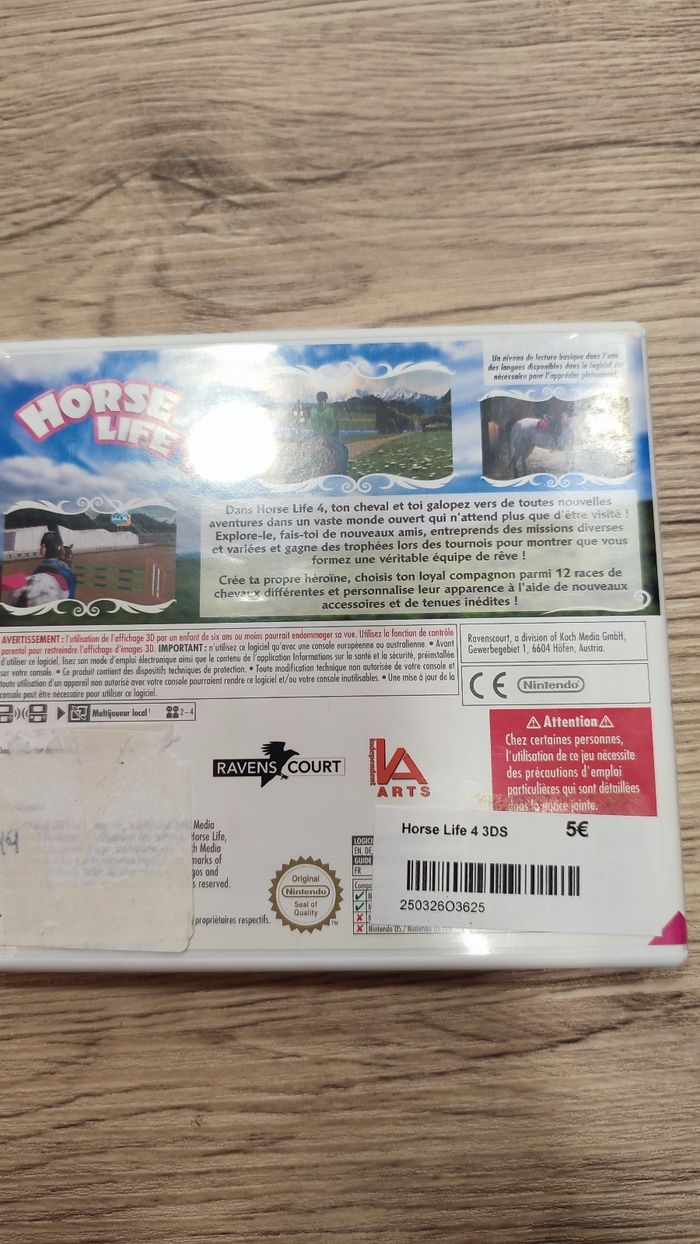 Un niveau de lecture basique dans l'une
des langues disponibles dans le logiciel est
nécessaire pour l'apprécier pleinement.
HORSE
LIFE
Dans Horse Life 4, ton cheval et toi galopez vers de toutes nouvelles
aventures dans un vaste monde ouvert qui n'attend plus que d'être visité !
Explore-le, fais-toi de nouveaux amis, entreprends des missions diverses
et variées et gagne des trophées lors des tournois pour montrer que vous
formez une véritable équipe de rêve !
Crée ta propre héroïne, choisis ton loyal compagnon parmi 12 races de
chevaux différentes et personnalise leur apparence à l'aide de nouveaux
accessoires et de tenues inédites !
AVERTISSEMENT : l'utilisation de l'affichage 3D par un enfant de six ans ou moins pourrait endommager sa vue. Utilisez la fonction de contrôle
parental pour restreindre l'affichage d'images 3D. IMPORTANT : n'utilisez ce logiciel qu'avec une console européenne ou australienne. • Avant
d'utiliser ce logiciel, lisez son mode d'emploi électronique ainsi que le contenu de l'application Informations sur la santé et la sécurité, préinstallée
sur votre console. • Ce produit contient des dispositifs techniques de protection. • Toute modification technique non autorisée de votre console et
toute utilisation d'un appareil non autorisé avec votre console pourraient rendre ce logiciel et/ou votre console inutilisables. • Une mise à jour de la
console peut être nécessaire pour utiliser ce logiciel.
Ravenscourt, a division of Koch Media GmbH,
Gewerbegebiet 1, 6604 Höfen, Austria.
CE Nintendo
Multijoueur local 2-4
RAVENS COURT
Independent
ARTS
Attention
Chez certaines personnes,
l'utilisation de ce jeu nécessite
des précautions d'emploi
particulières qui sont détaillées
dans la notice jointe.
Media
Horse Life,
Media
marks of
and
reserved.
propriétaires respectifs.
Original
Nintendo
Seal of
Quality
TM
LOGICI
EN, DE,
GUIDE
FR
Compa
Nintendo DS / Nintendo DS
Horse Life 4 3DS 5€
250326O3625